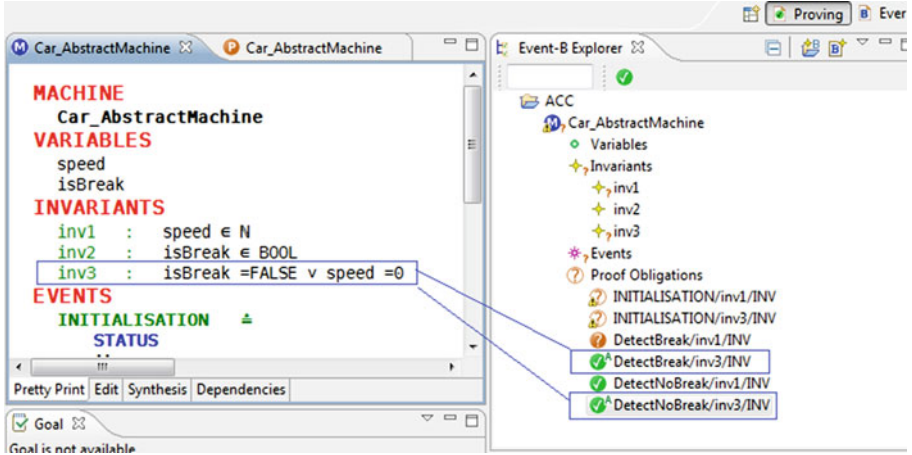 Proving Ever
Car_AbstractMachine Car_AbstractMachine
MACHINE
Car_AbstractMachine
VARIABLES
speed
isBreak
INVARIANTS
inv1 : speed ∈ N
inv2 : isBreak ∈ BOOL
inv3 : isBreak =FALSE ∨ speed =0
EVENTS
INITIALISATION ≙
STATUS
Pretty Print Edit Synthesis Dependencies
Goal
Goal is not available
Event-B Explorer
ACC
Car_AbstractMachine
Variables
Invariants
inv1
inv2
inv3
Events
Proof Obligations
INITIALISATION/inv1/INV
INITIALISATION/inv3/INV
DetectBreak/inv1/INV
DetectBreak/inv3/INV
DetectNoBreak/inv1/INV
DetectNoBreak/inv3/INV